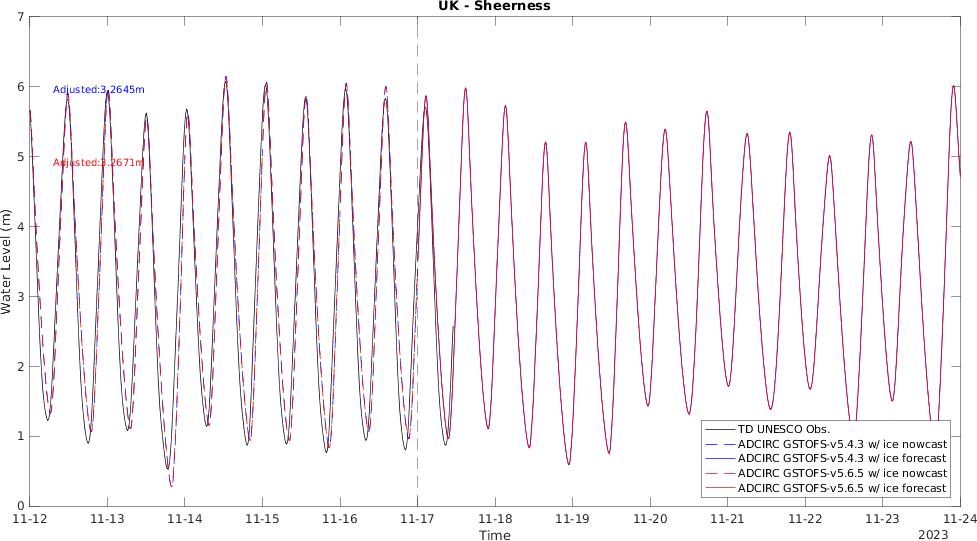 UK - Sheerness
7
6
5
4
3
2
1
0
Water Level (m)
Adjusted:3.2645m
Adjusted:3.2671m
TD UNESCO Obs.
ADCIRC GSTOFS-v5.4.3 w/ ice nowcast
ADCIRC GSTOFS-v5.4.3 w/ ice forecast
ADCIRC GSTOFS-v5.6.5 w/ ice nowcast
ADCIRC GSTOFS-v5.6.5 w/ ice forecast
11-12 11-13 11-14 11-15 11-16 11-17 11-18 11-19 11-20 11-21 11-22 11-23 11-24
Time
2023